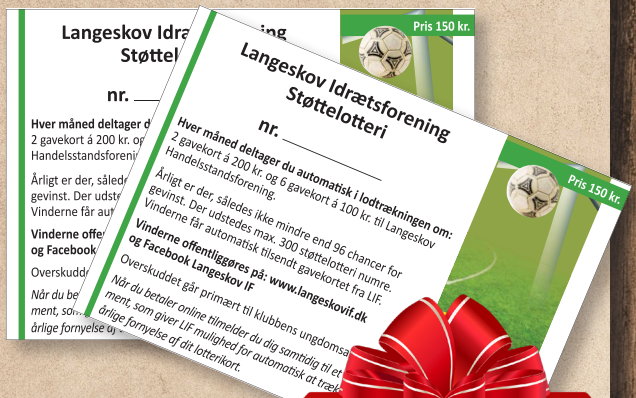 Langeskov Idræ
Støttel
nr.
Pris 150 kr.
Hver måned deltager d
2 gavekort á 200 kr. og
Handelsstandsforeni
Årligt er der, således
gevinst. Der udste
Vinderne får aut
Vinderne offe
og Facebook
Overskudde
Når du be
ment, som
årlige fornyelse af
Langeskov Idrætsforening
Støttelotteri
nr.
Pris 150 kr.
Hver måned deltager du automatisk i lodtrækningen om:
2 gavekort á 200 kr. og 6 gavekort á 100 kr. til Langeskov
Handelsstandsforening.
Årligt er der, således ikke mindre end 96 chancer for
gevinst. Der udstedes max. 300 støttelotteri numre.
Vinderne får automatisk tilsendt gavekortet fra LIF.
Vinderne offentliggøres på: www.langeskovif.dk
og Facebook Langeskov IF
Overskuddet går primært til klubbens ungdomsa
Når du betaler online tilmelder du dig samtidig til et
ment, som giver LIF mulighed for automatisk at træk
årlige fornyelse af dit lotterikort.